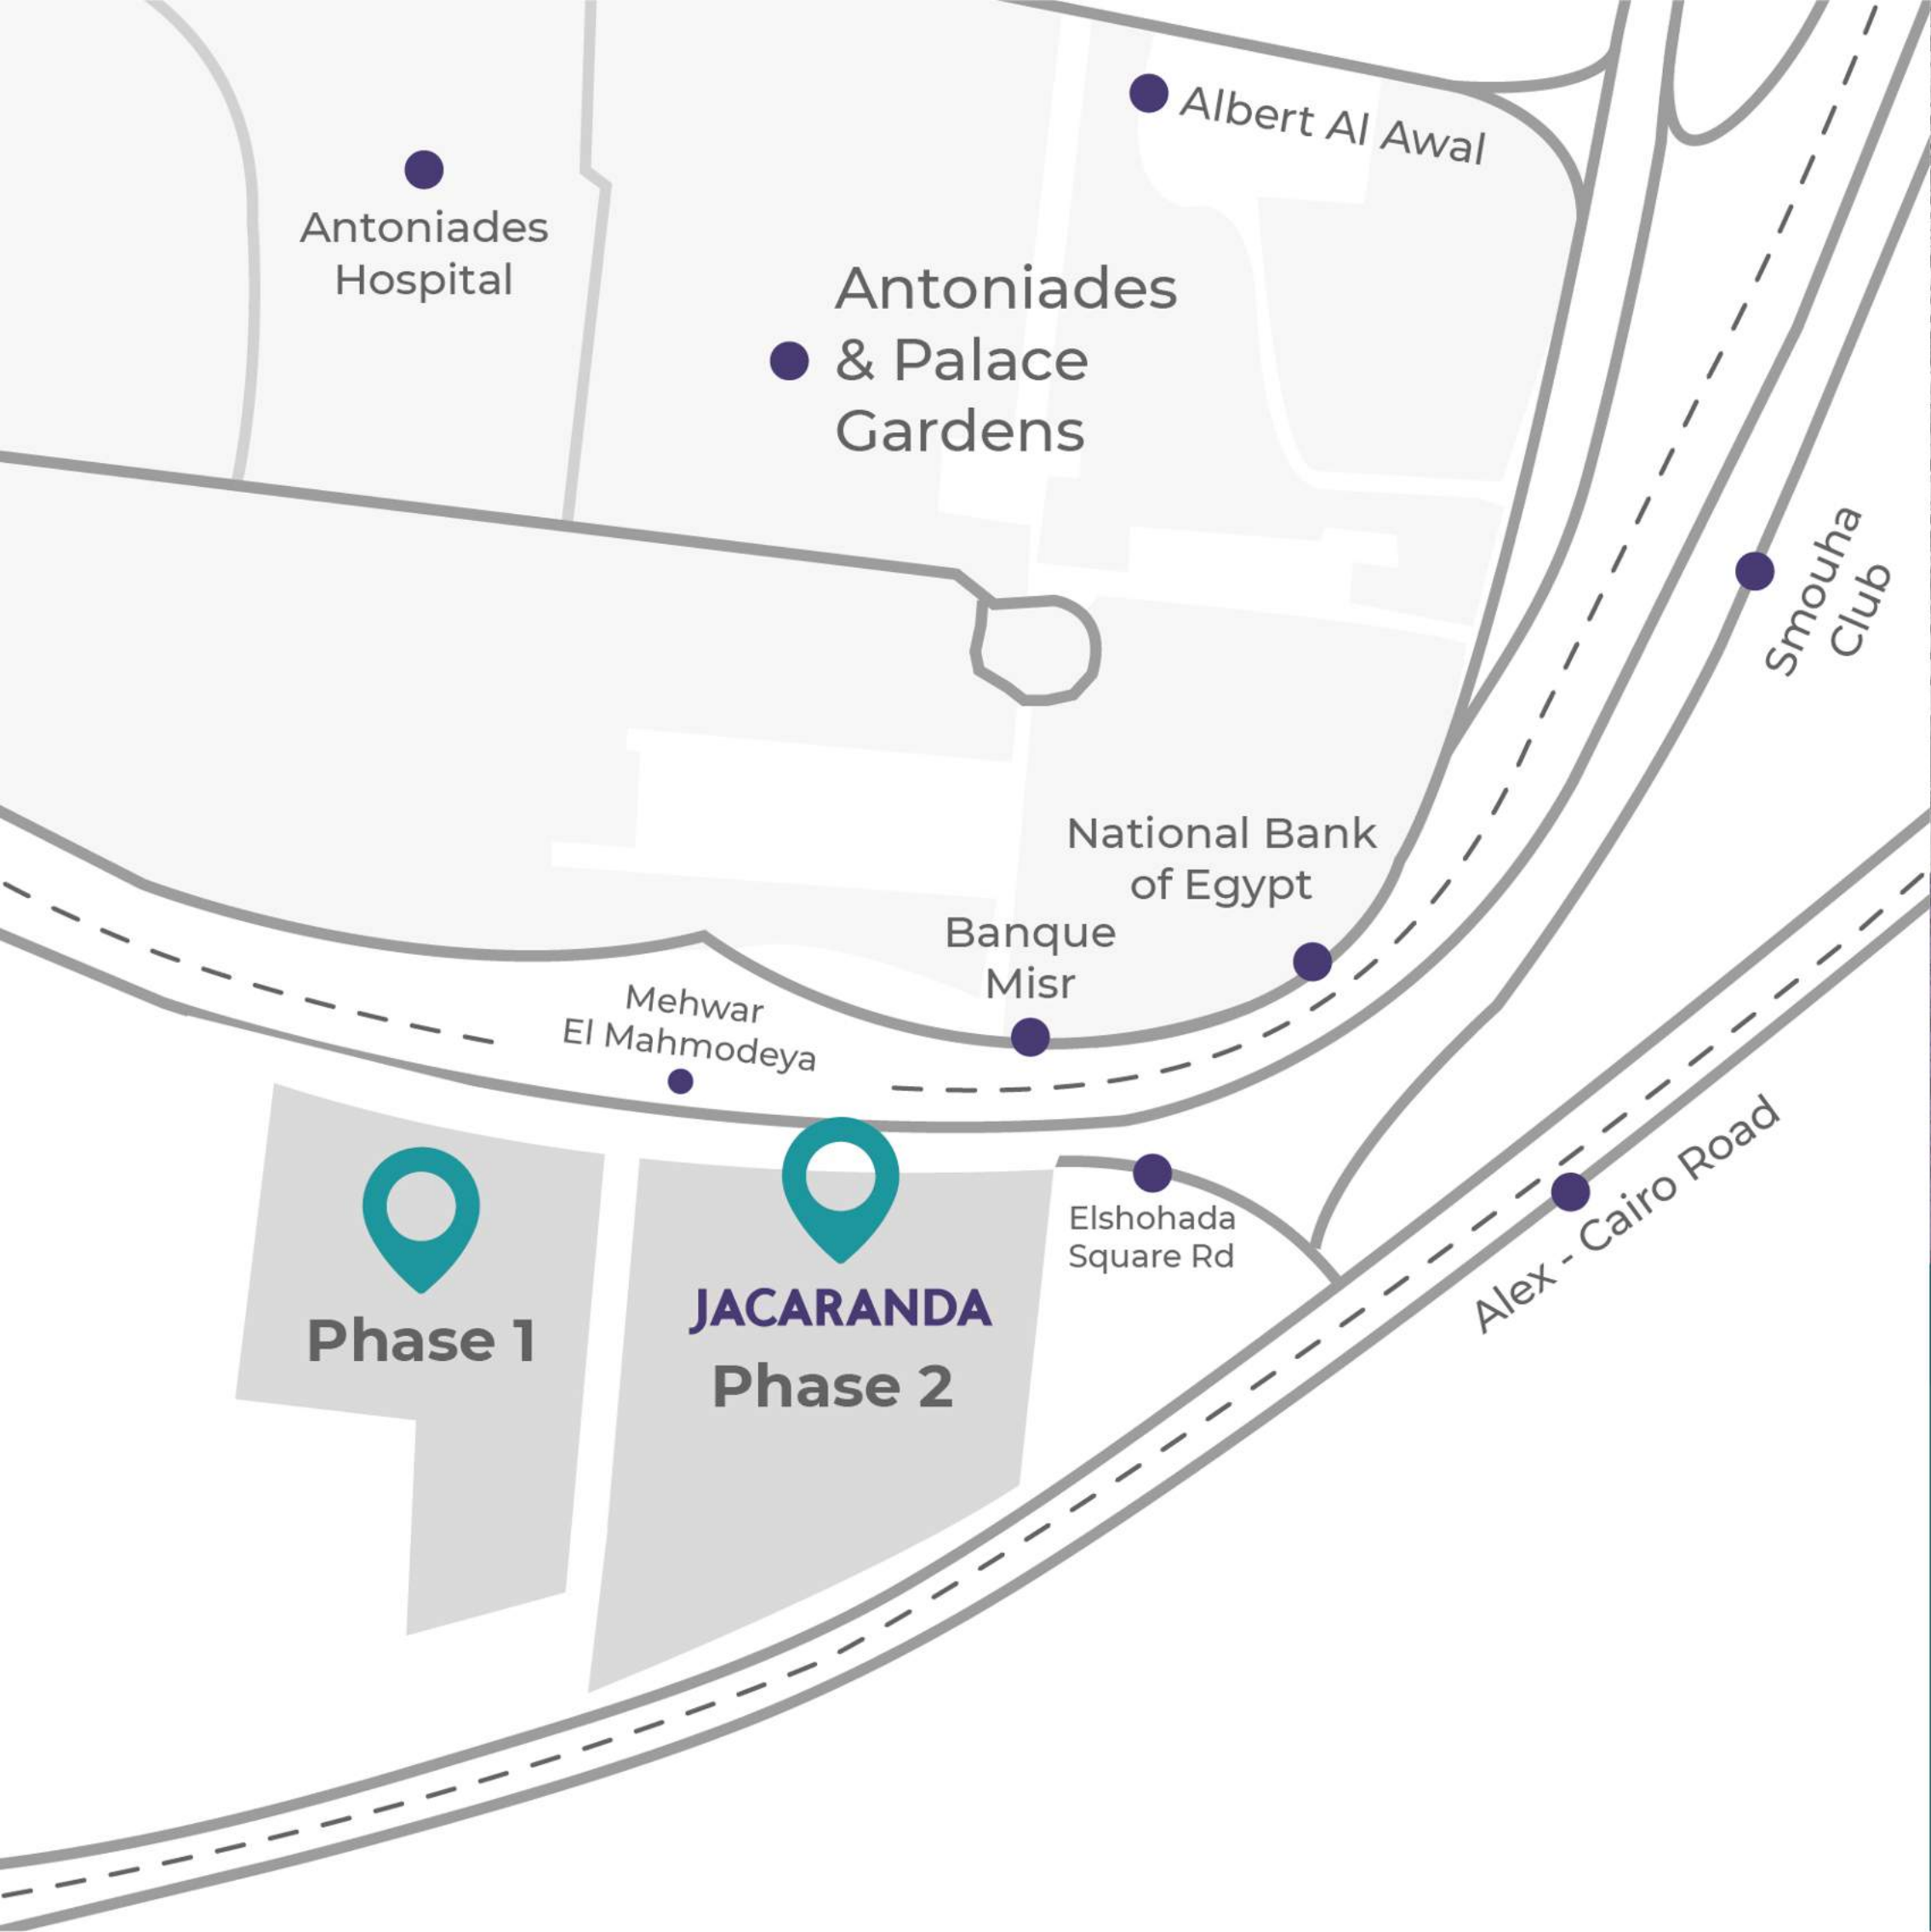 Albert Al Awal
Antoniades
Hospital
Antoniades
& Palace
Gardens
Smouha
Club
National Bank
of Egypt
Banque
Misr
Mehwar
El Mahmodeya
Elshohada
Square Rd
Alex - Cairo Road
Phase 1
JACARANDA
Phase 2